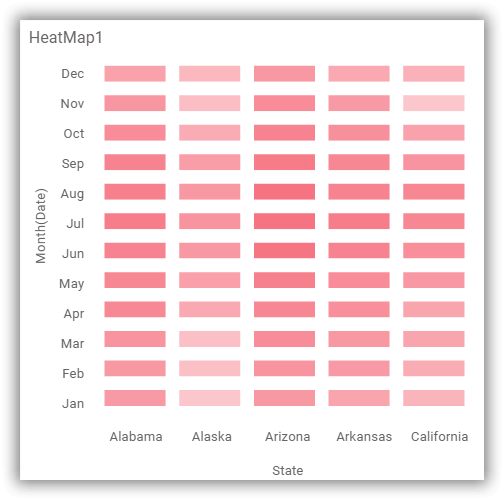 HeatMap1
Dec
Nov
Oct
Sep
Aug
Jul
Jun
May
Apr
Mar
Feb
Jan
Month(Date)
Alabama Alaska Arizona Arkansas California
State